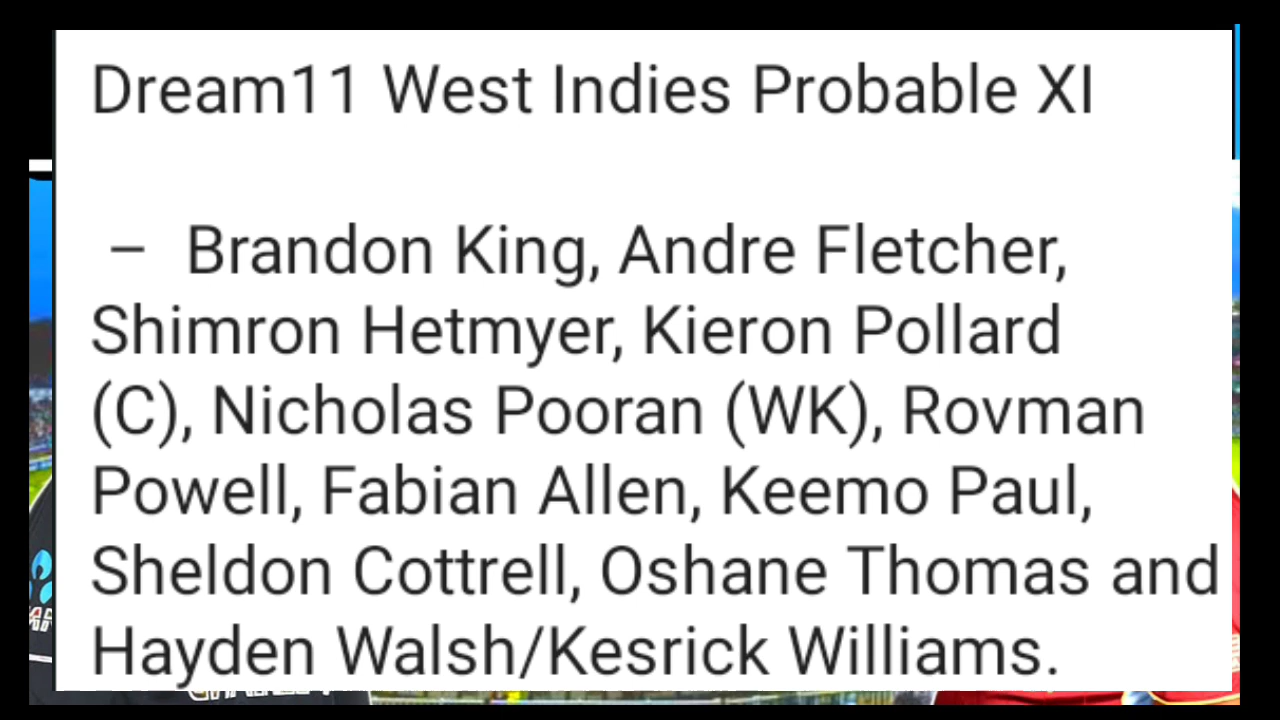 Dream11 West Indies Probable XI
– Brandon King, Andre Fletcher,
Shimron Hetmyer, Kieron Pollard
(C), Nicholas Pooran (WK), Rovman
Powell, Fabian Allen, Keemo Paul,
Sheldon Cottrell, Oshane Thomas and
Hayden Walsh/Kesrick Williams.